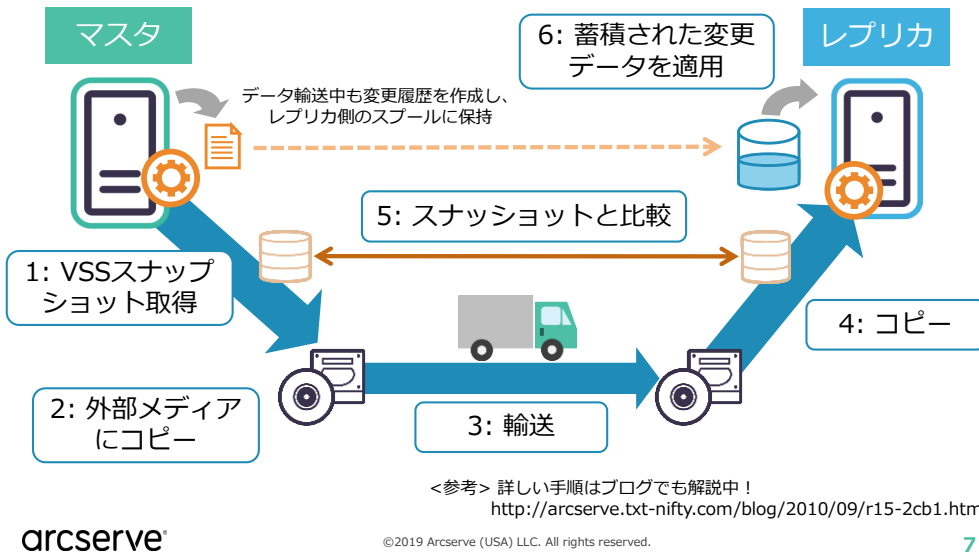 マスタ
レプリカ
6: 蓄積された変更
データを適用
データ輸送中も変更履歴を作成し、
レプリカ側のスプールに保持
5: スナッショットと比較
1: VSSスナップ
ショット取得
4: コピー
2: 外部メディア
にコピー
3: 輸送
<参考> 詳しい手順はブログでも解説中！
http://arcserve.txt-nifty.com/blog/2010/09/r15-2cb1.htm
arcserve®
©2019 Arcserve (USA) LLC. All rights reserved.
7